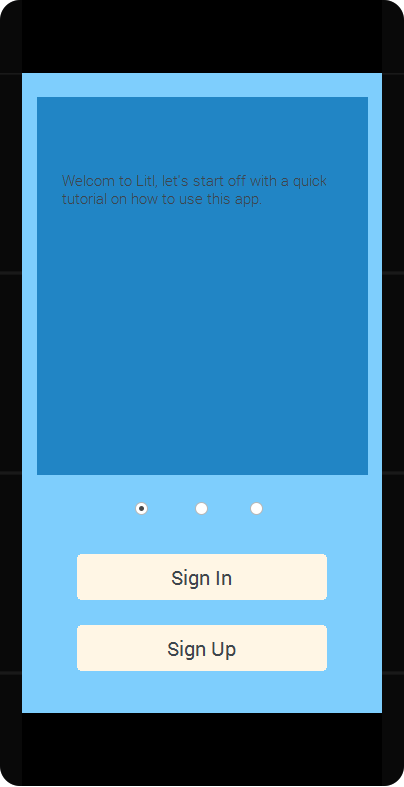 Welcom to Litl, let's start off with a quick
tutorial on how to use this app.
Sign In
Sign Up